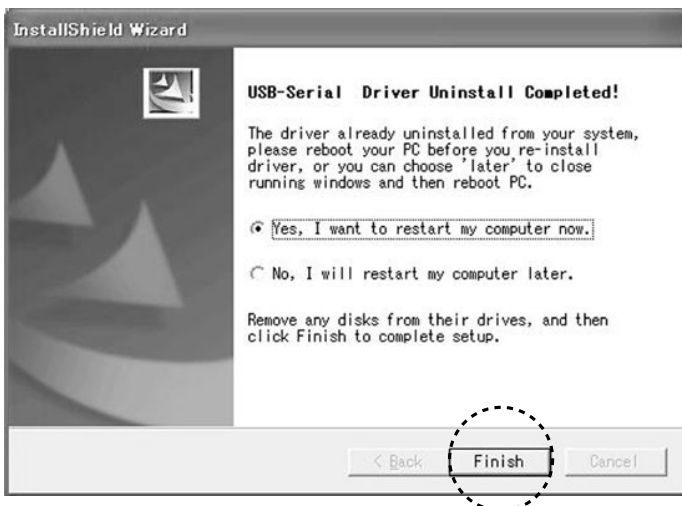 InstallShield Wizard
USB-Serial Driver Uninstall Completed!
The driver already uninstalled from your system,
please reboot your PC before you re-install
driver, or you can choose 'later' to close
running windows and then reboot PC.
Yes, I want to restart my computer now.
No, I will restart my computer later.
Remove any disks from their drives, and then
click Finish to complete setup.
< Back Finish Cancel